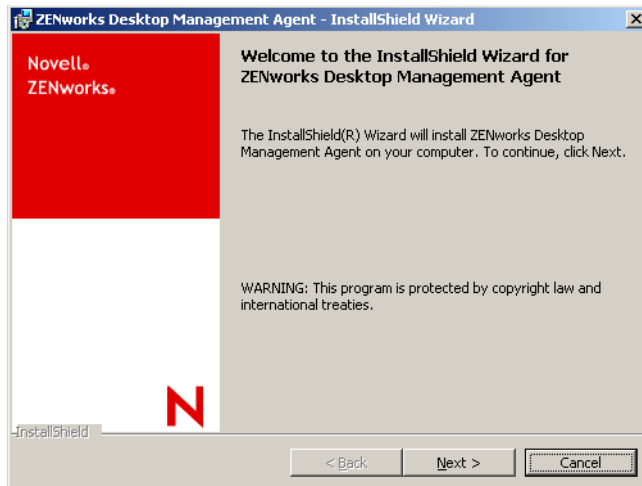 ZENworks Desktop Management Agent - InstallShield Wizard
Novell®
ZENworks®
Welcome to the InstallShield Wizard for
ZENworks Desktop Management Agent
The InstallShield(R) Wizard will install ZENworks Desktop
Management Agent on your computer. To continue, click Next.
WARNING: This program is protected by copyright law and
international treaties.
N
InstallShield
< Back
Next >
Cancel